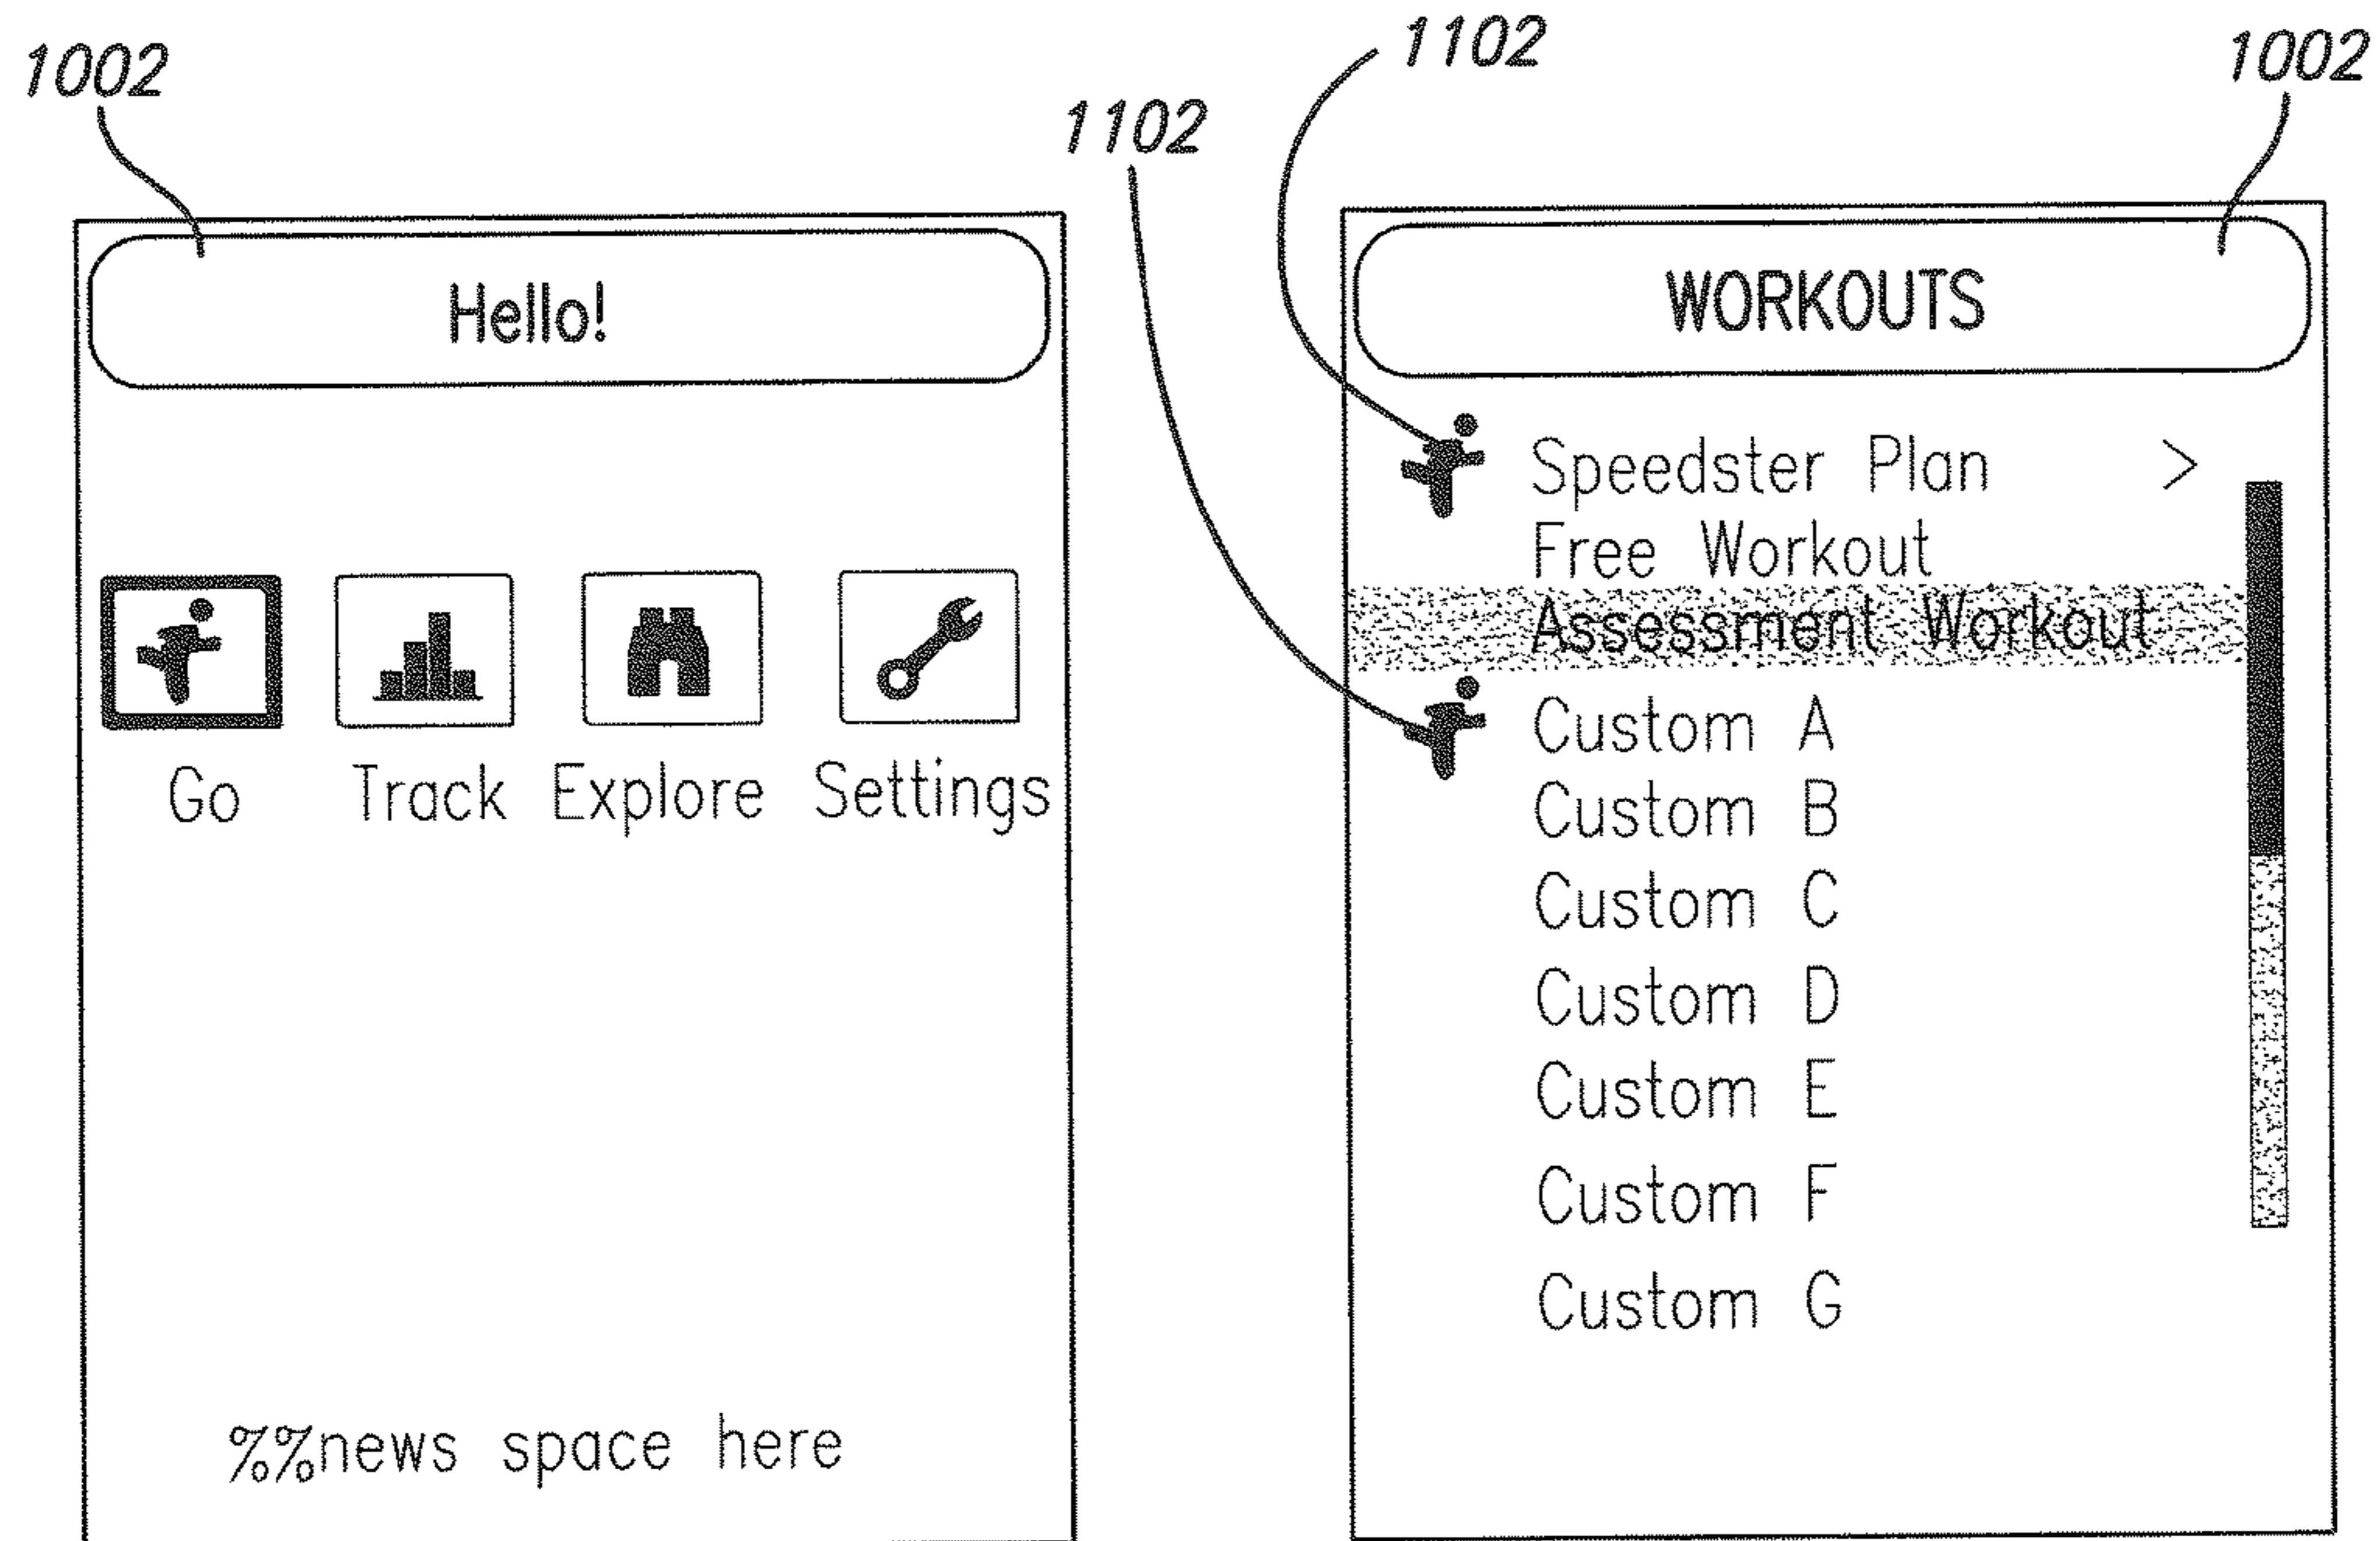 1002
1102
1102
1002
Hello!
Go Track Explore Settings
%%news space here
WORKOUTS
Speedster Plan >
Free Workout
Assessment Workout
Custom A
Custom B
Custom C
Custom D
Custom E
Custom F
Custom G